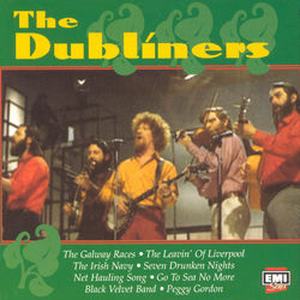 The
Dublíners
The Galway Races • The Leavin' Of Liverpool
The Irish Navy • Seven Drunken Nights
Net Hauling Song • Go To Sea No More
Black Velvet Band • Peggy Gordon
EMI